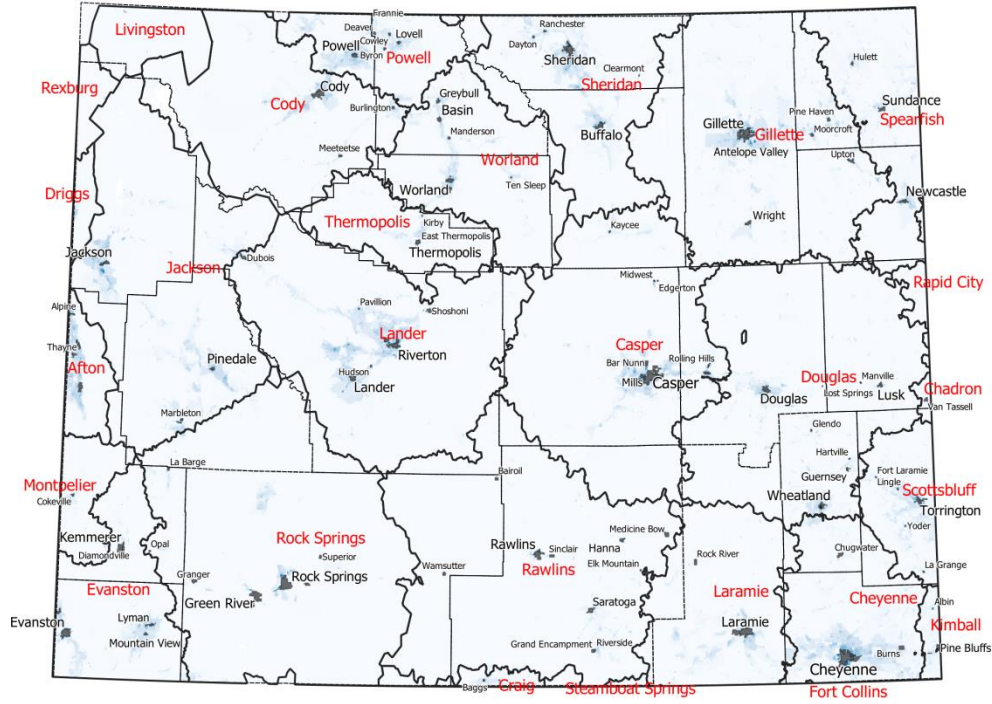 Frannie
Livingston
Deaver
Cowley
Lovell
Powell
Byron
Powell
Ranchester
Dayton
Sheridan
Clearmont
Sheridan
Hulett
Rexburg
Cody
Cody
Burlington
Greybull
Basin
Manderson
Buffalo
Gillette
Gillette
Antelope Valley
Pine Haven
Moorcroft
Sundance
Spearfish
Meeteetse
Worland
Worland
Ten Sleep
Upton
Driggs
Newcastle
Thermopolis
Kirby
East Thermopolis
Thermopolis
Kaycee
Wright
Jackson
Jackson
Dubois
Midwest
Edgerton
Rapid City
Alpine
Pavillion
Shoshoni
Thayne
Afton
Lander
Riverton
Casper
Bar Nunn
Rolling Hills
Mills
Casper
Pinedale
Hudson
Lander
Douglas
Douglas
Lost Springs
Manville
Lusk
Chadron
Van Tassell
Marbleton
Glendo
La Barge
Bairoil
Hartville
Guernsey
Fort Laramie
Lingle
Scottsbluff
Torrington
Montpelier
Cokeville
Wheatland
Yoder
Kemmerer
Diamondville
Opal
Rock Springs
Superior
Rawlins
Sinclair
Rawlins
Hanna
Medicine Bow
Elk Mountain
Rock River
Chugwater
La Grange
Evanston
Granger
Rock Springs
Green River
Wamsutter
Saratoga
Laramie
Laramie
Cheyenne
Albin
Kimball
Evanston
Lyman
Mountain View
Grand Encampment
Riverside
Burns
Pine Bluffs
Cheyenne
Baggs
Craig
Steamboat Springs
Fort Collins